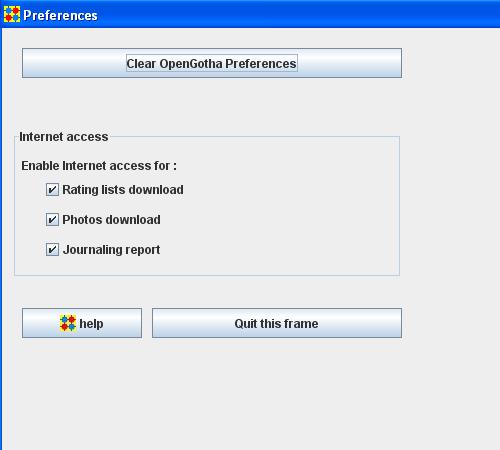 Preferences
Clear OpenGotha Preferences
Internet access
Enable Internet access for :
Rating lists download
Photos download
Journaling report
help
Quit this frame